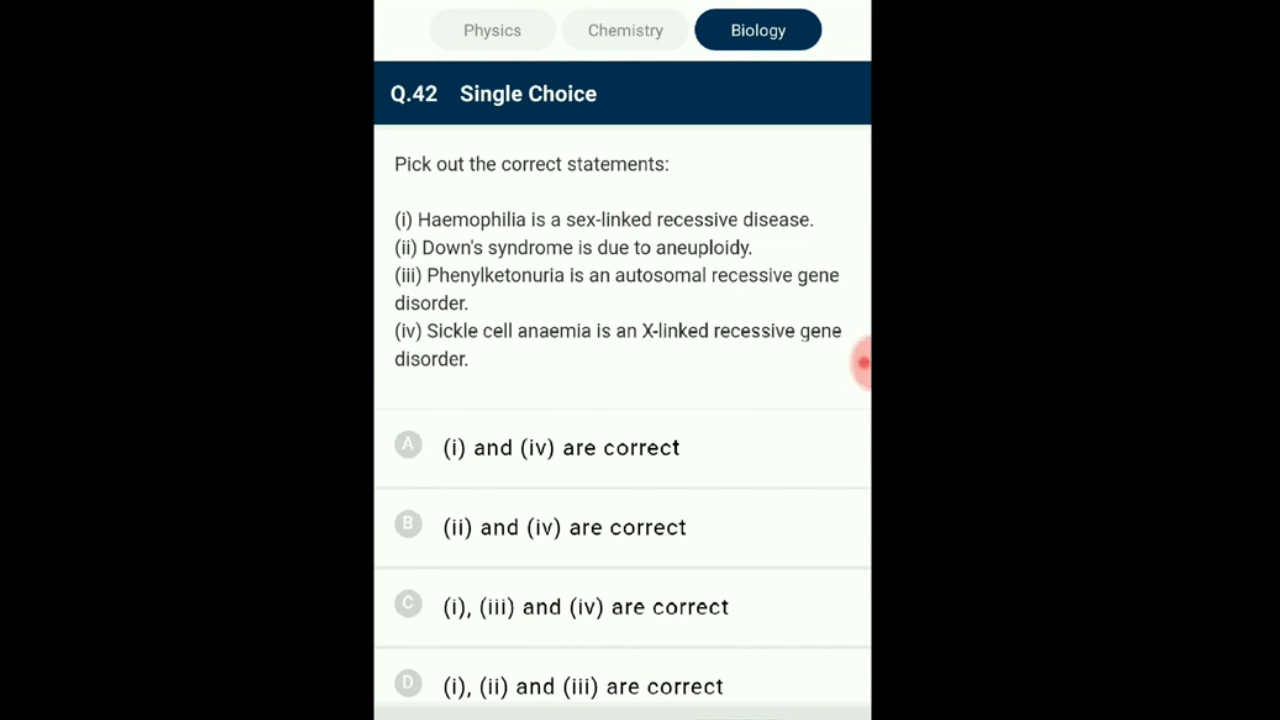 Physics Chemistry Biology
Q.42 Single Choice
Pick out the correct statements:
(i) Haemophilia is a sex-linked recessive disease.
(ii) Down's syndrome is due to aneuploidy.
(iii) Phenylketonuria is an autosomal recessive gene
disorder.
(iv) Sickle cell anaemia is an X-linked recessive gene
disorder.
A (i) and (iv) are correct
B (ii) and (iv) are correct
C (i), (iii) and (iv) are correct
D (i), (ii) and (iii) are correct